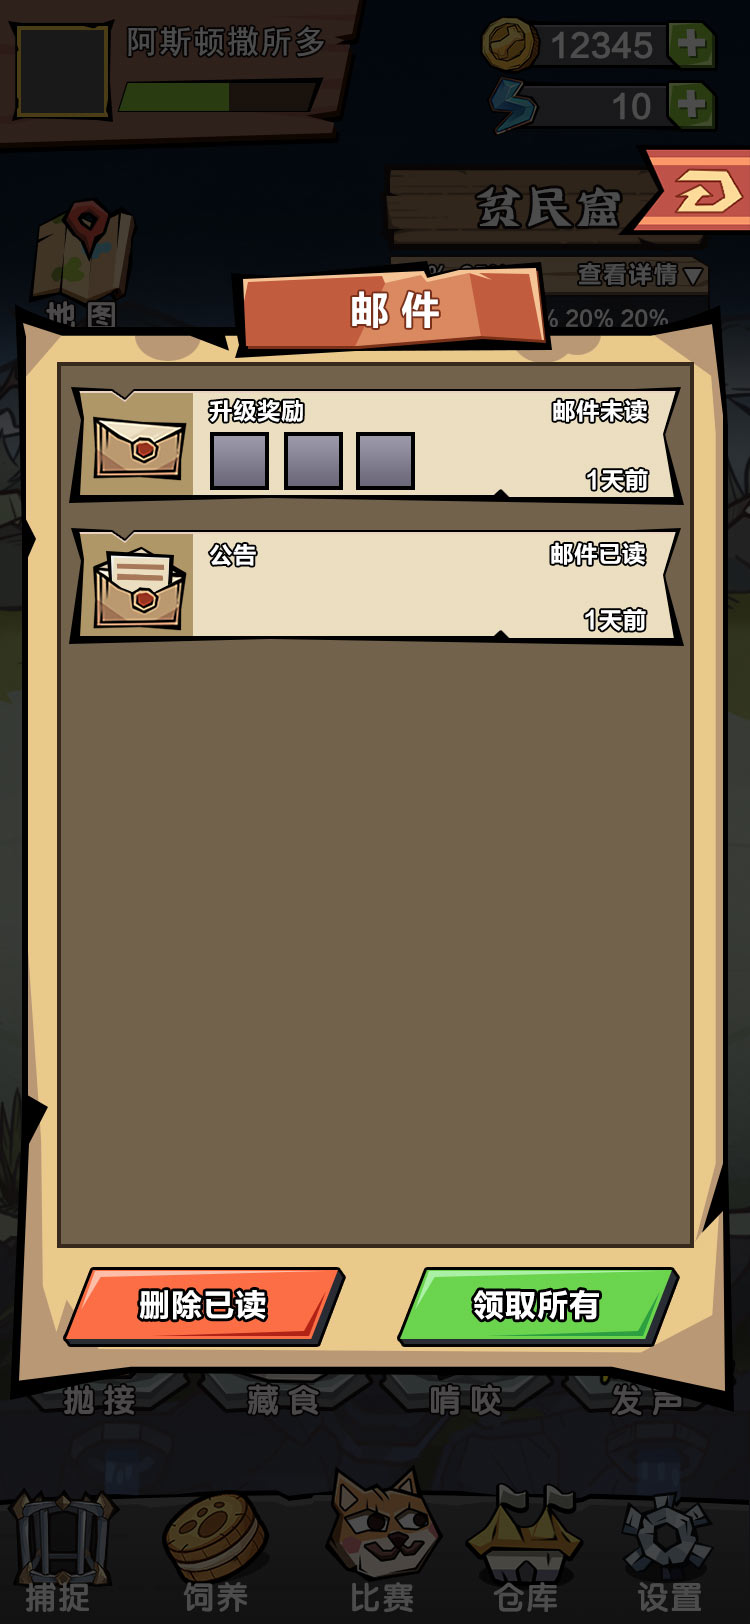 阿斯顿撒所多
12345
10
贫民窟
查看详情
% 20% 20%
地图
邮件
升级奖励
邮件未读
1天前
公告
邮件已读
1天前
删除已读
领取所有
抛接
藏食
啃咬
发声
捕捉
饲养
比赛
仓库
设置